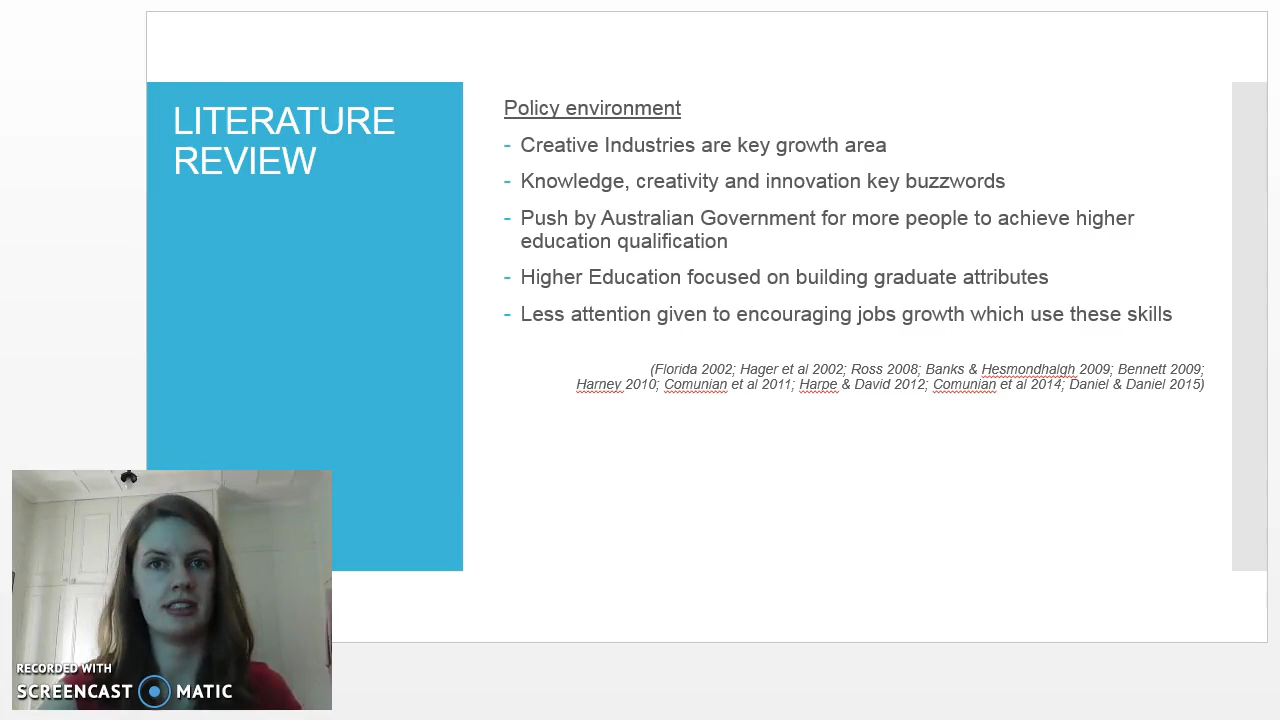 LITERATURE
REVIEW
Policy environment
- Creative Industries are key growth area
- Knowledge, creativity and innovation key buzzwords
- Push by Australian Government for more people to achieve higher
education qualification
- Higher Education focused on building graduate attributes
- Less attention given to encouraging jobs growth which use these skills
(Florida 2002; Hager et al 2002; Ross 2008; Banks & Hesmondhalgh 2009; Bennett 2009;
Harney 2010; Comunian et al 2011; Harpe & David 2012; Comunian et al 2014; Daniel & Daniel 2015)
RECORDED WITH
SCREENCAST MATIC